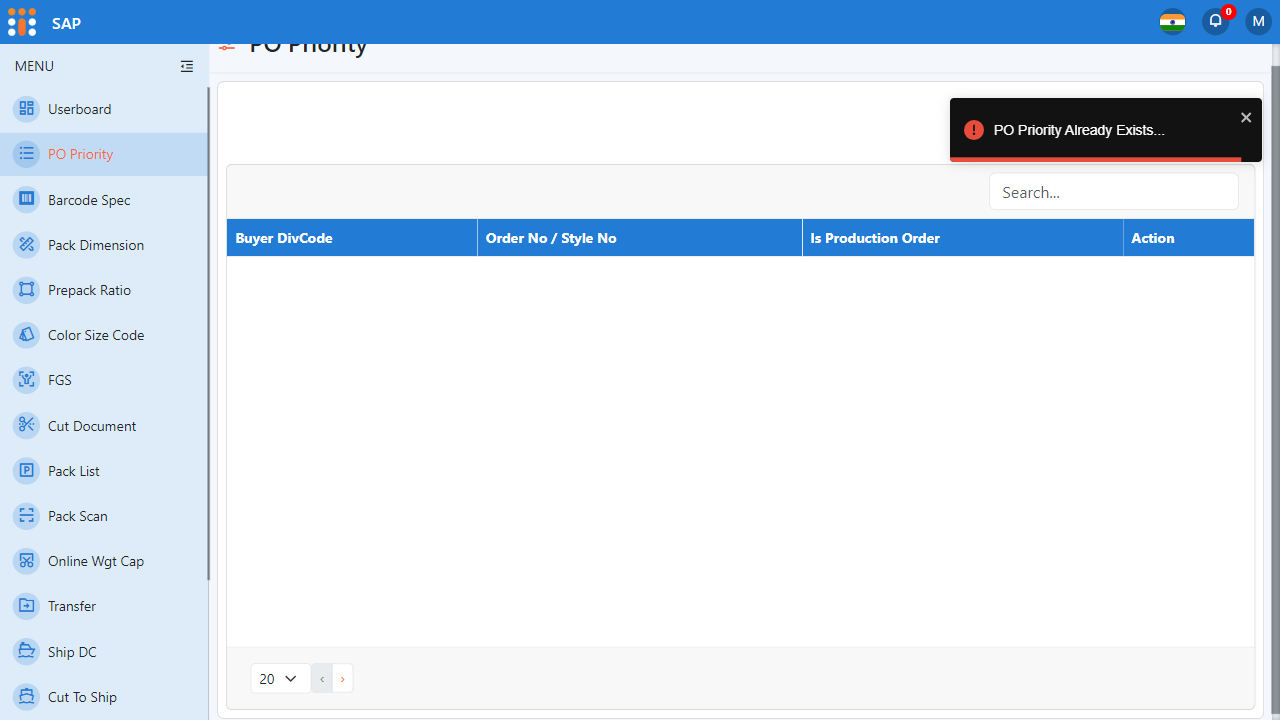 SAP
0
M
MENU
PO Priority
Userboard
PO Priority
Barcode Spec
Pack Dimension
Prepack Ratio
Color Size Code
FGS
Cut Document
Pack List
Pack Scan
Online Wgt Cap
Transfer
Ship DC
Cut To Ship
PO Priority Already Exists...
Search...
Buyer DivCode
Order No / Style No
Is Production Order
Action
20